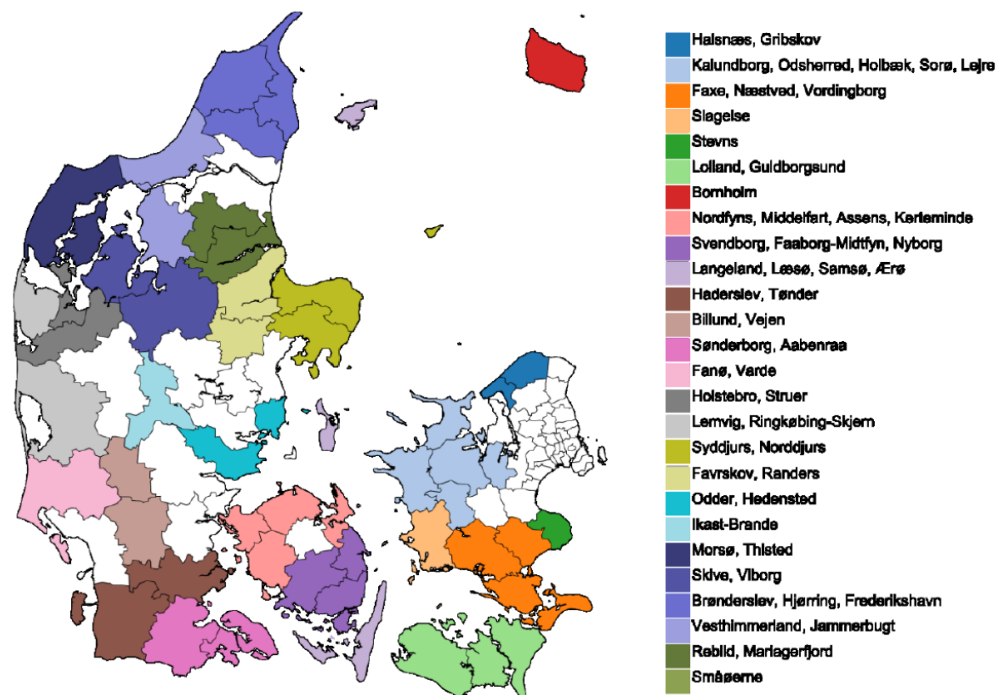 Halsnæs, Gribskov
Kalundborg, Odsherred, Holbæk, Sorø, Lejre
Faxe, Næstved, Vordingborg
Slagelse
Stevns
Lolland, Guldborgsund
Bornholm
Nordfyns, Middelfart, Assens, Kerteminde
Svendborg, Faaborg-Midtfyn, Nyborg
Langeland, Læsø, Samsø, Ærø
Haderslev, Tønder
Billund, Vejen
Sønderborg, Aabenraa
Fanø, Varde
Holstebro, Struer
Lemvig, Ringkøbing-Skjern
Syddjurs, Norddjurs
Favrskov, Randers
Odder, Hedensted
Ikast-Brande
Morsø, Thisted
Skive, Viborg
Brønderslev, Hjørring, Frederikshavn
Vesthimmerland, Jammerbugt
Rebild, Mariagerfjord
Småøerne